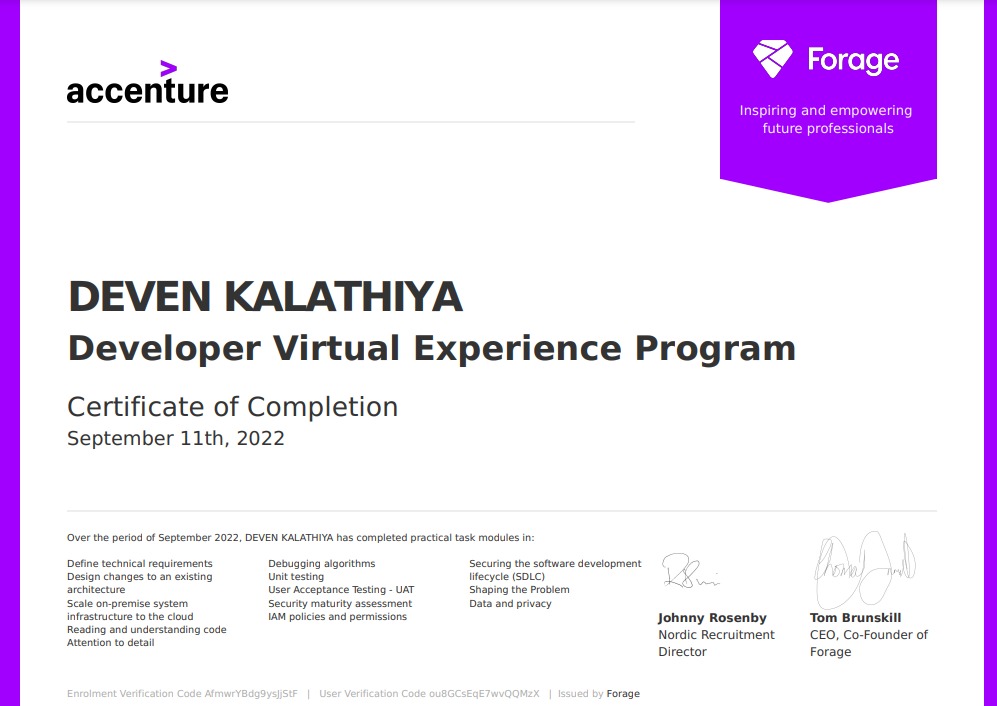 accenture
Forage
Inspiring and empowering
future professionals
DEVEN KALATHIYA
Developer Virtual Experience Program
Certificate of Completion
September 11th, 2022
Over the period of September 2022, DEVEN KALATHIYA has completed practical task modules in:
Define technical requirements
Design changes to an existing
architecture
Scale on-premise system
infrastructure to the cloud
Reading and understanding code
Attention to detail
Debugging algorithms
Unit testing
User Acceptance Testing - UAT
Security maturity assessment
IAM policies and permissions
Securing the software development
lifecycle (SDLC)
Shaping the Problem
Data and privacy
Johnny Rosenby
Nordic Recruitment
Director
Tom Brunskill
CEO, Co-Founder of
Forage
Enrolment Verification Code AfmwrYBdg9ysJjStF | User Verification Code ou8GCsEqE7wvQQMzX | Issued by Forage